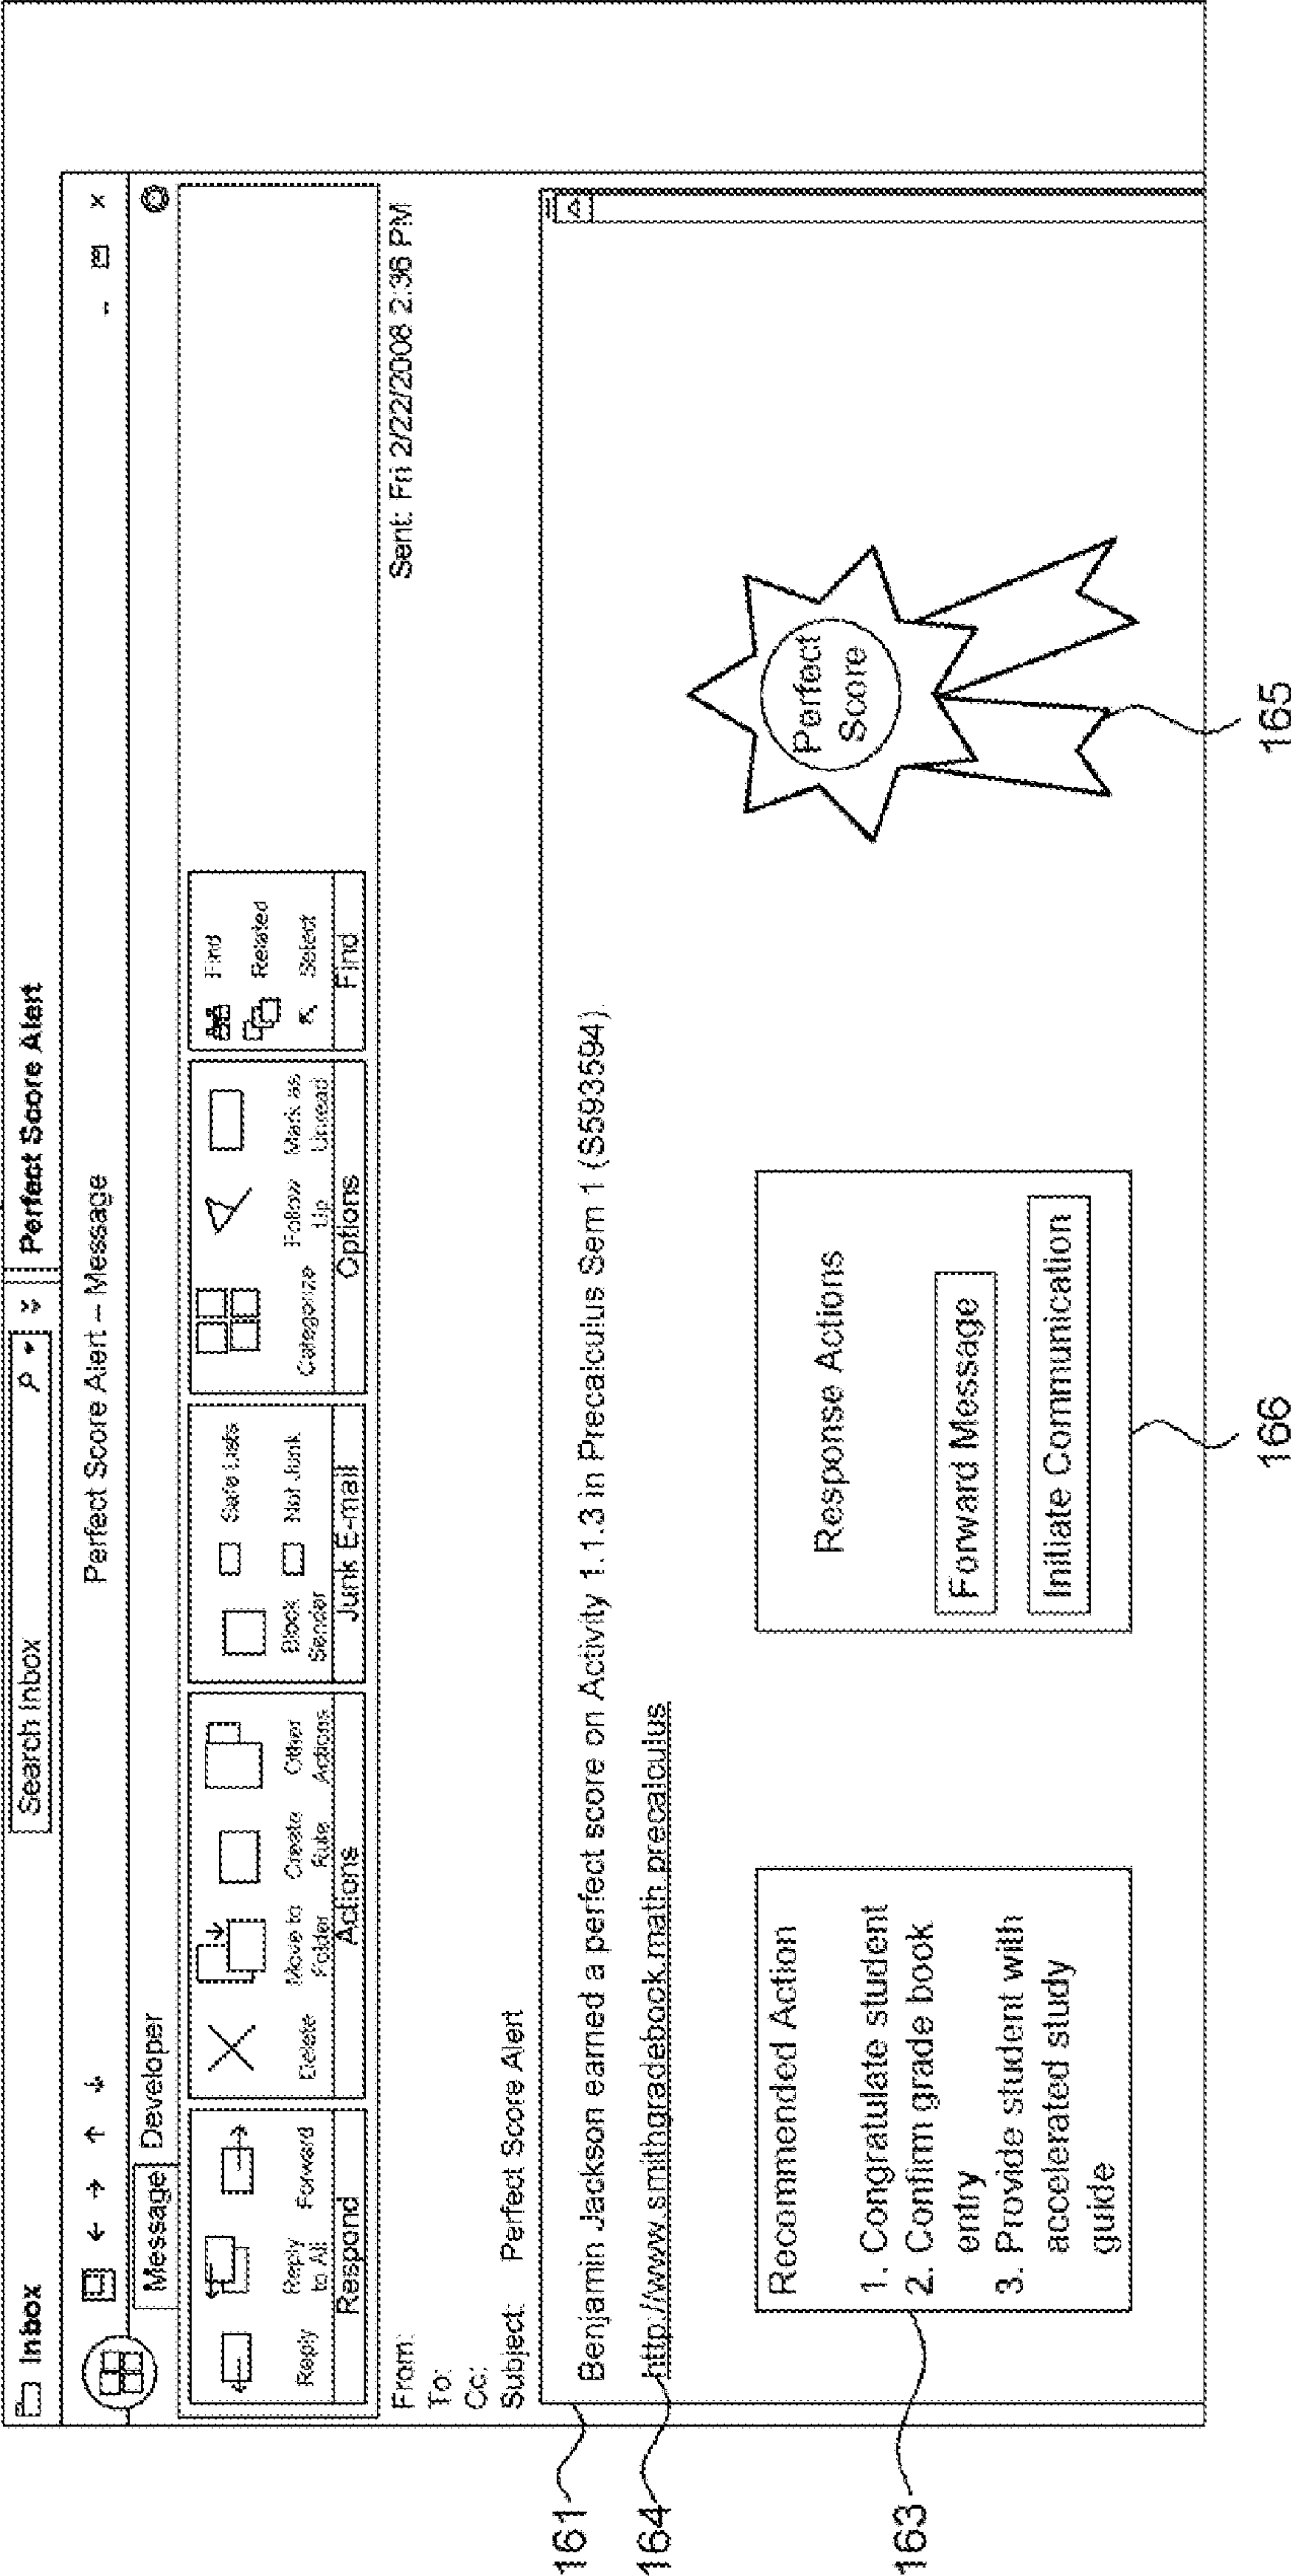 Inbox
Search Inbox
Perfect Score Alert
Perfect Score Alert – Message
Message Developer
Reply
Reply
to All
Forward
Respond
Delete
Move to
Folder
Create
Rule
Other
Actions
Actions
Block
Sender
Safe Lists
Not Junk
Junk E-mail
Categorize
Follow
Up
Mark as
Unread
Options
Find
Related
Select
Find
From:
To:
Cc:
Subject: Perfect Score Alert
Sent: Fri 2/22/2008 2:36 PM
161
Benjamin Jackson earned a perfect score on Activity 1.1.3 in Precalculus Sem 1 (S593594).
164
http://www.smithgradebook.math.precalculus
163
Recommended Action
1. Congratulate student
2. Confirm grade book
entry
3. Provide student with
accelerated study
guide
Response Actions
Forward Message
Initiate Communication
166
Perfect
Score
165